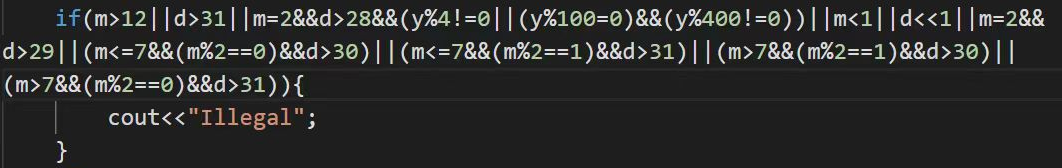 if(m>12||d>31||m=2&&d>28&&(y%4!=0||(y%100=0)&&(y%400!=0))||m<1||d<<1||m=2&&
d>29||(m<=7&&(m%2==0)&&d>30)||(m<=7&&(m%2==1)&&d>31)||(m>7&&(m%2==1)&&d>30)||
(m>7&&(m%2==0)&&d>31)){
cout<<"Illegal";
}